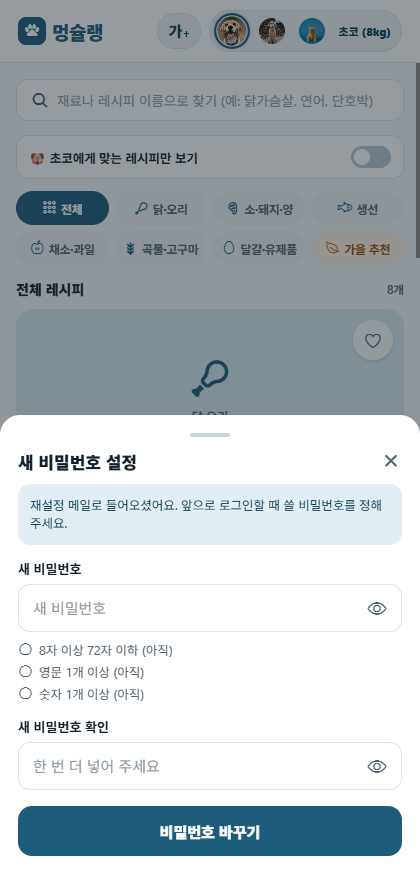 멍슐랭
가+
초코 (8kg)
재료나 레시피 이름으로 찾기 (예: 닭가슴살, 연어, 단호박)
초코에게 맞는 레시피만 보기
전체
닭·오리
소·돼지·양
생선
채소·과일
곡물·고구마
달걀·유제품
가을 추천
전체 레시피
8개
새 비밀번호 설정
재설정 메일로 들어오셨어요. 앞으로 로그인할 때 쓸 비밀번호를 정해
주세요.
새 비밀번호
새 비밀번호
8자 이상 72자 이하 (아직)
영문 1개 이상 (아직)
숫자 1개 이상 (아직)
새 비밀번호 확인
한 번 더 넣어 주세요
비밀번호 바꾸기